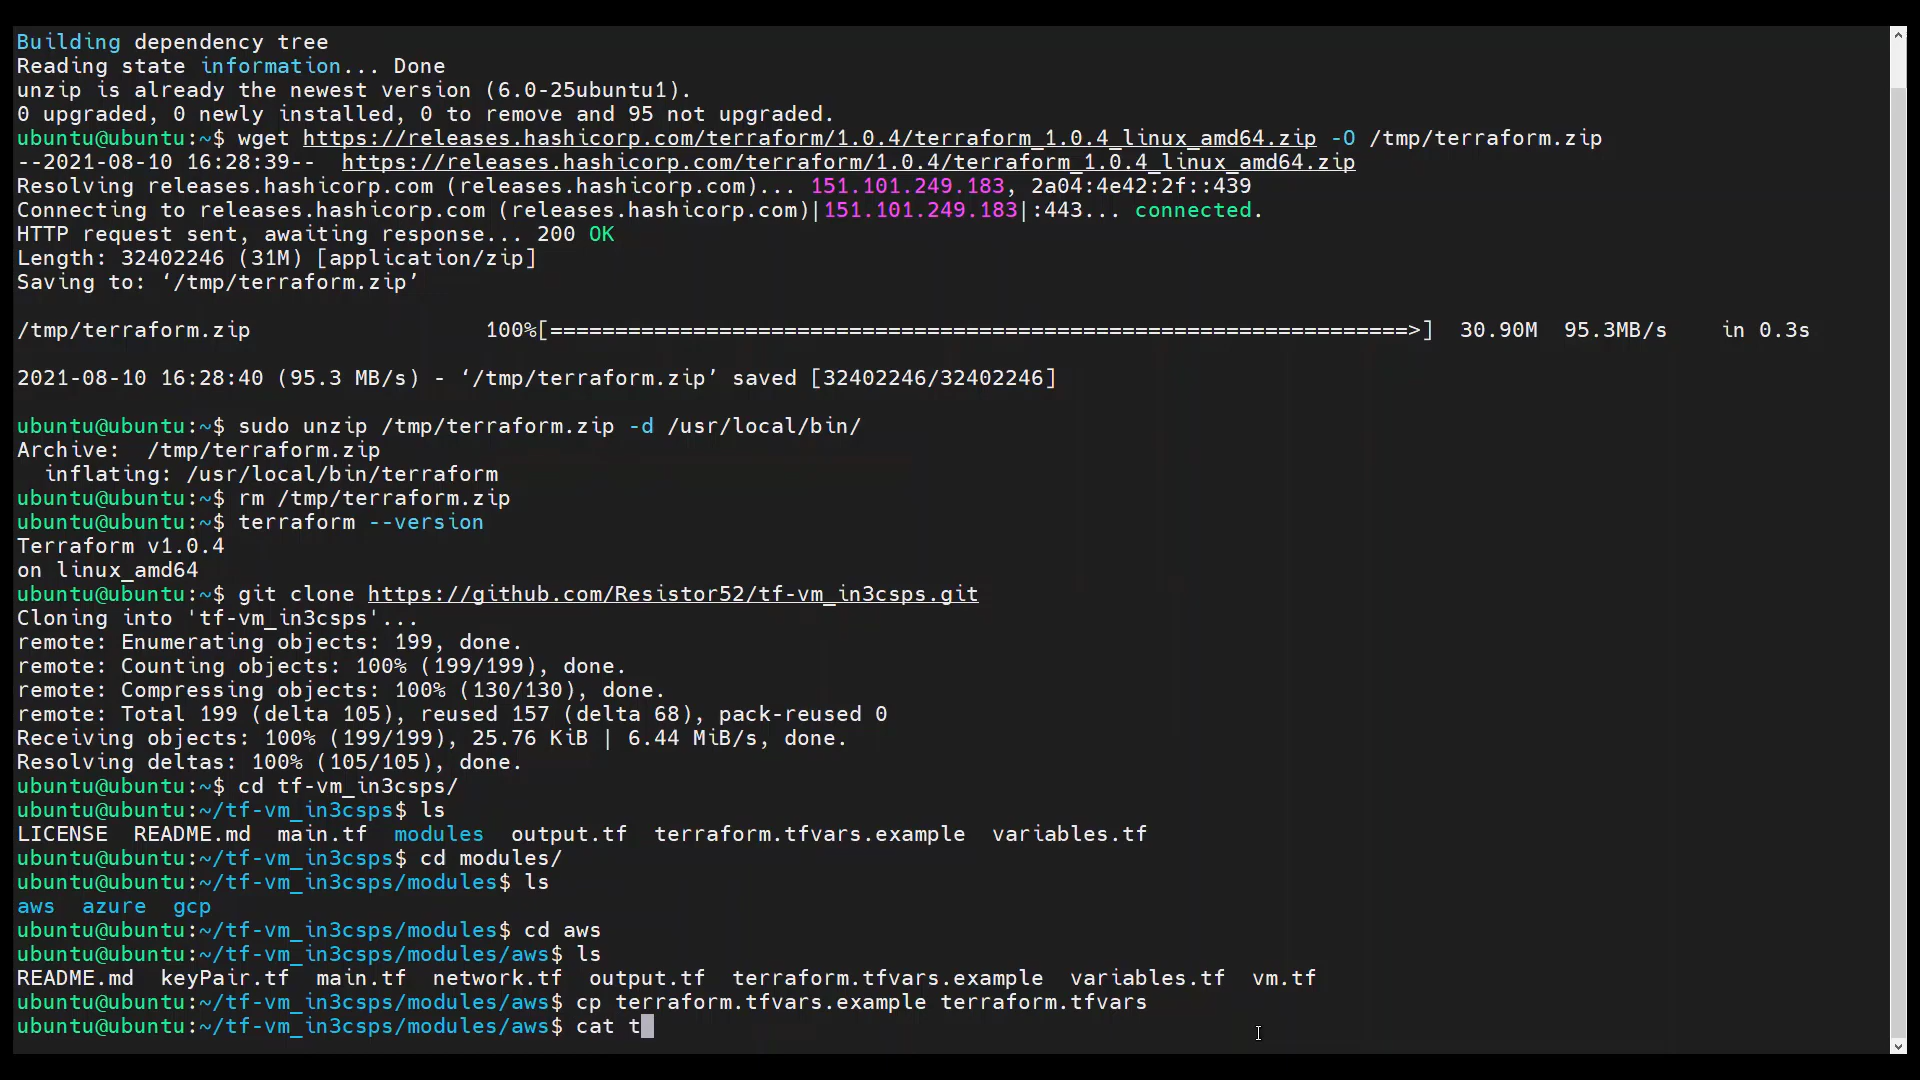 Building dependency tree
Reading state information... Done
unzip is already the newest version (6.0-25ubuntu1).
0 upgraded, 0 newly installed, 0 to remove and 95 not upgraded.
ubuntu@ubuntu:~$ wget https://releases.hashicorp.com/terraform/1.0.4/terraform_1.0.4_linux_amd64.zip -O /tmp/terraform.zip
--2021-08-10 16:28:39--  https://releases.hashicorp.com/terraform/1.0.4/terraform_1.0.4_linux_amd64.zip
Resolving releases.hashicorp.com (releases.hashicorp.com)... 151.101.249.183, 2a04:4e42:2f::439
Connecting to releases.hashicorp.com (releases.hashicorp.com)|151.101.249.183|:443... connected.
HTTP request sent, awaiting response... 200 OK
Length: 32402246 (31M) [application/zip]
Saving to: ‘/tmp/terraform.zip’
/tmp/terraform.zip                  100%[==================================================================>]  30.90M  95.3MB/s    in 0.3s
2021-08-10 16:28:40 (95.3 MB/s) - ‘/tmp/terraform.zip’ saved [32402246/32402246]
ubuntu@ubuntu:~$ sudo unzip /tmp/terraform.zip -d /usr/local/bin/
Archive:  /tmp/terraform.zip
  inflating: /usr/local/bin/terraform
ubuntu@ubuntu:~$ rm /tmp/terraform.zip
ubuntu@ubuntu:~$ terraform --version
Terraform v1.0.4
on linux_amd64
ubuntu@ubuntu:~$ git clone https://github.com/Resistor52/tf-vm_in3csps.git
Cloning into 'tf-vm_in3csps'...
remote: Enumerating objects: 199, done.
remote: Counting objects: 100% (199/199), done.
remote: Compressing objects: 100% (130/130), done.
remote: Total 199 (delta 105), reused 157 (delta 68), pack-reused 0
Receiving objects: 100% (199/199), 25.76 KiB | 6.44 MiB/s, done.
Resolving deltas: 100% (105/105), done.
ubuntu@ubuntu:~$ cd tf-vm_in3csps/
ubuntu@ubuntu:~/tf-vm_in3csps$ ls
LICENSE  README.md  main.tf  modules  output.tf  terraform.tfvars.example  variables.tf
ubuntu@ubuntu:~/tf-vm_in3csps$ cd modules/
ubuntu@ubuntu:~/tf-vm_in3csps/modules$ ls
aws  azure  gcp
ubuntu@ubuntu:~/tf-vm_in3csps/modules$ cd aws
ubuntu@ubuntu:~/tf-vm_in3csps/modules/aws$ ls
README.md  keyPair.tf  main.tf  network.tf  output.tf  terraform.tfvars.example  variables.tf  vm.tf
ubuntu@ubuntu:~/tf-vm_in3csps/modules/aws$ cp terraform.tfvars.example terraform.tfvars
ubuntu@ubuntu:~/tf-vm_in3csps/modules/aws$ cat t